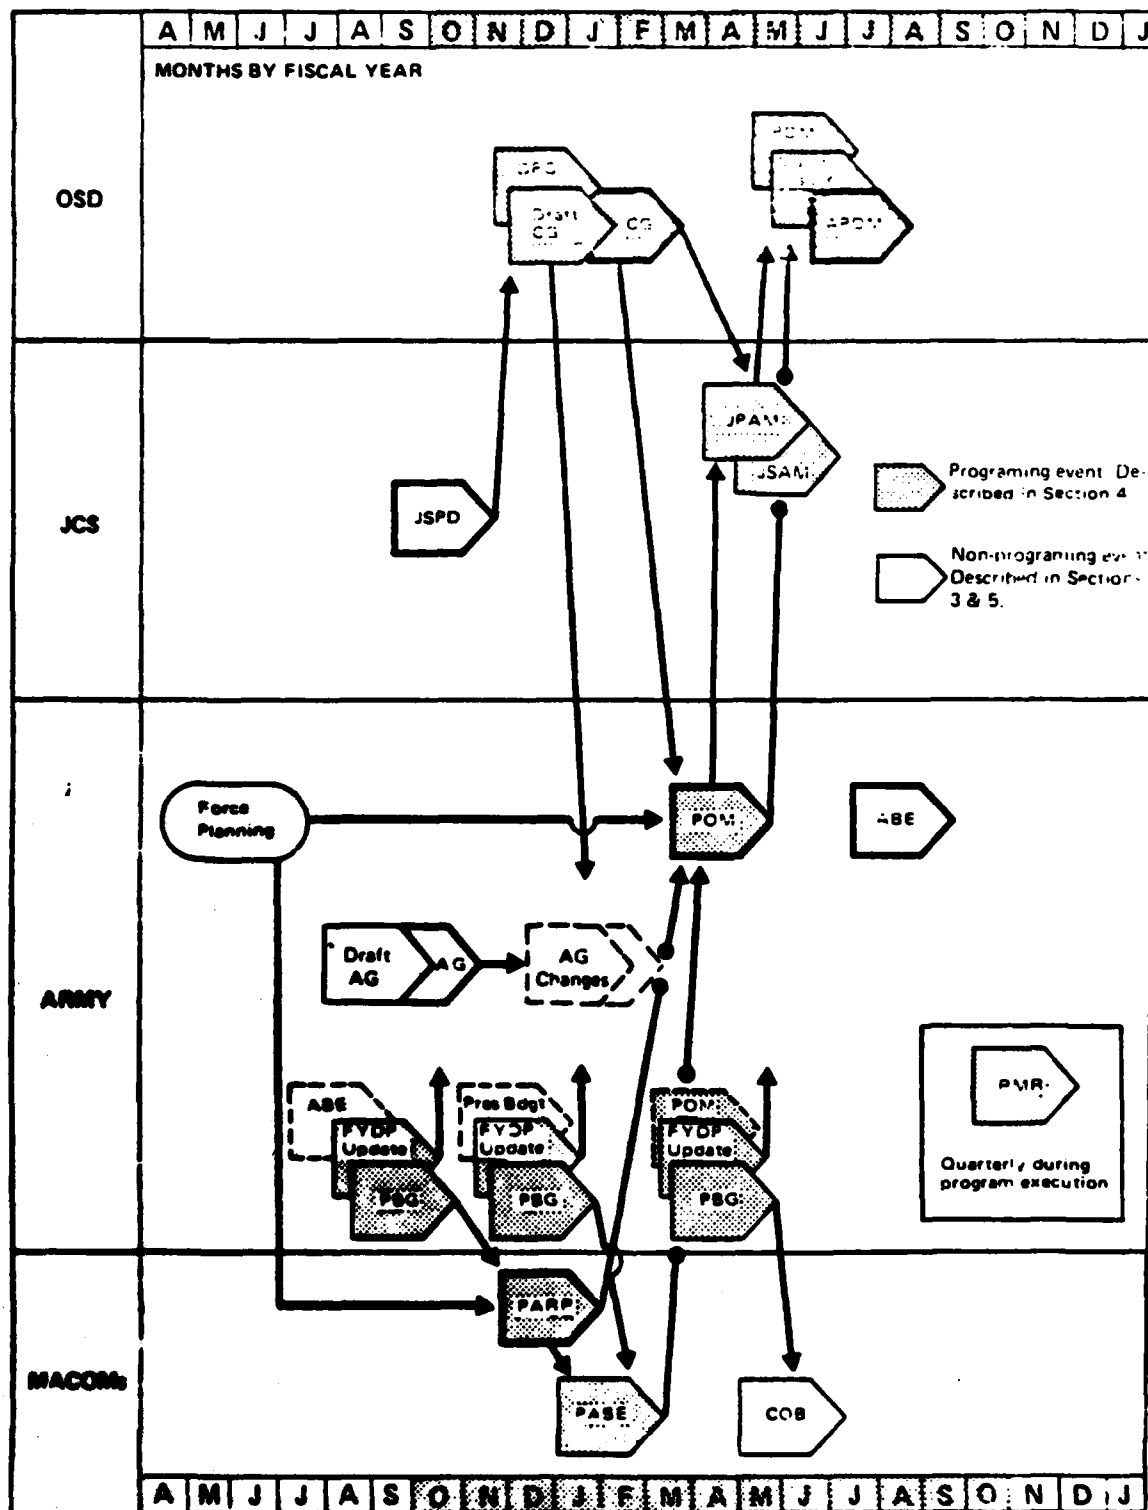 A M J J A S O N D J F M A M J J A S O N D J
MONTHS BY FISCAL YEAR
OSD
Draft
CG
CG
APDM
JCS
JSPD
JPAM
JSAM
Programing event. De-
scribed in Section 4
Non-programing event
Described in Sections
3 & 5.
ARMY
Force
Planning
POM
ABE
Draft
AG
AG
AG
Changes
PMR
Quarterly during
program execution
ABE
FYDP
Update
PBG
Pres Bdgt
FYDP
Update
PBG
POM
FYDP
Update
PBG
MACOMs
PARP
PASE
COB
A M J J A S O N D J F M A M J J A S O N D J